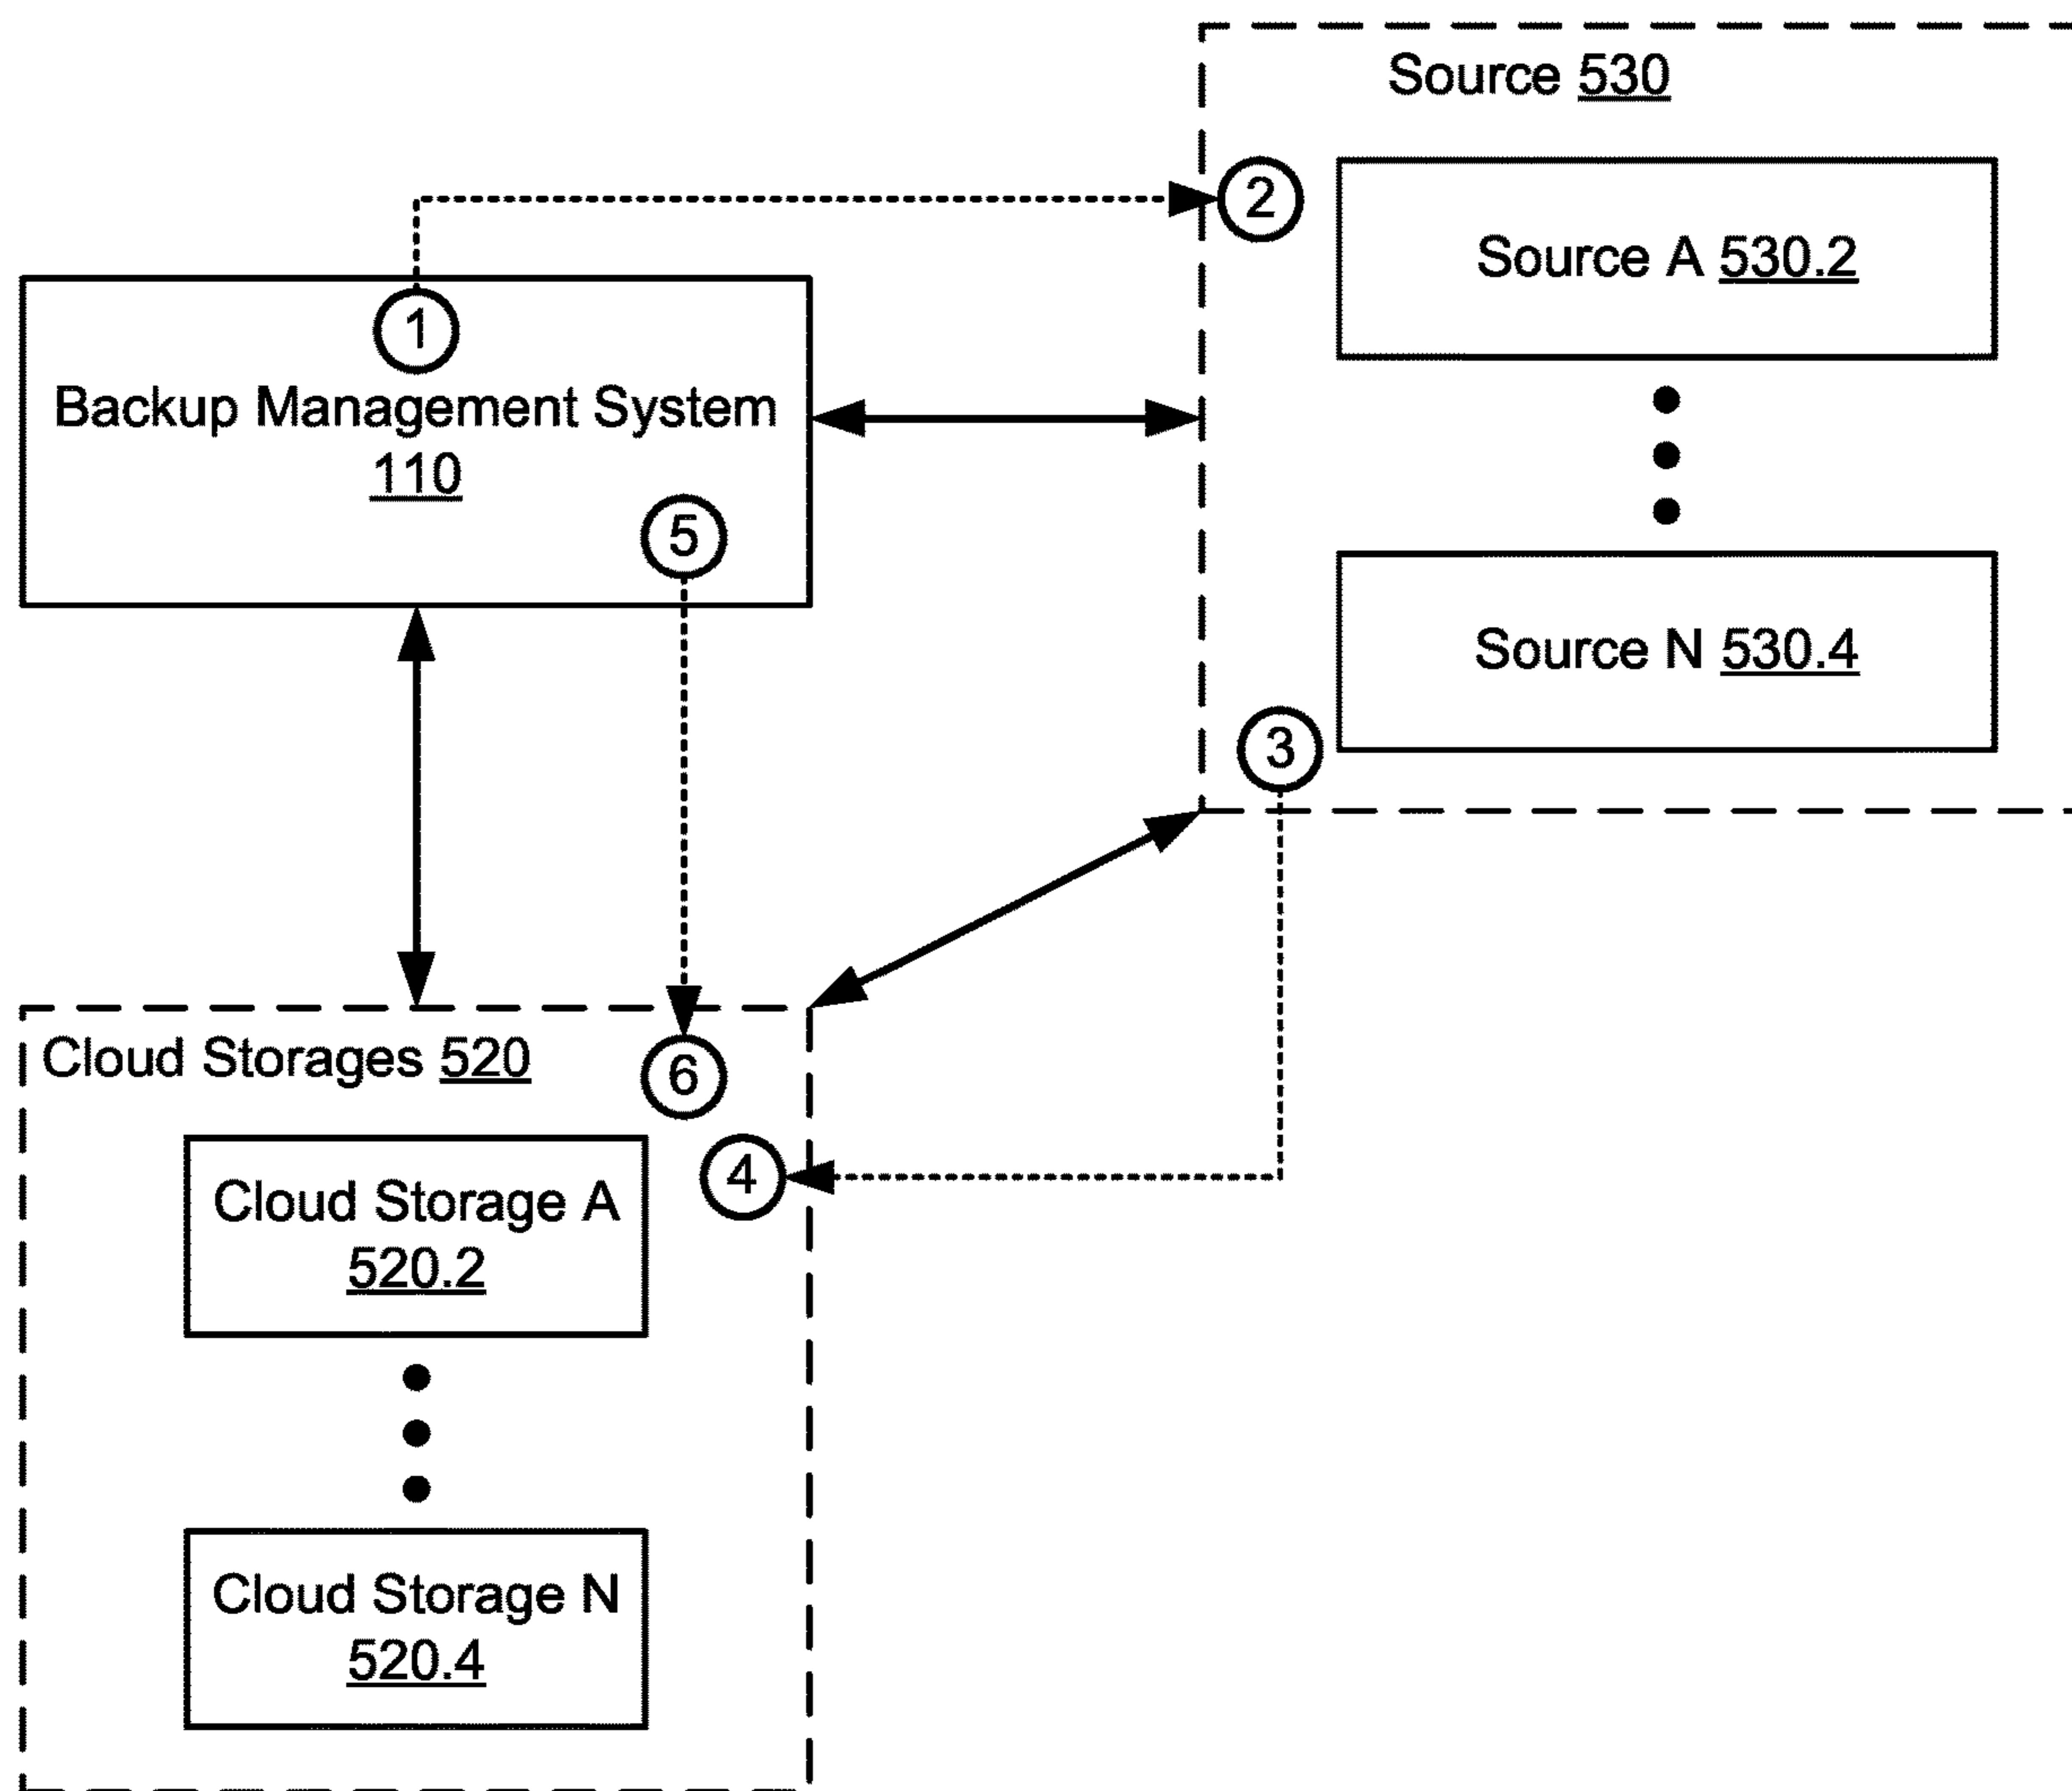 Source 530
2
Source A 530.2
1
Backup Management System
110
5
Source N 530.4
3
Cloud Storages 520
6
4
Cloud Storage A
520.2
Cloud Storage N
520.4